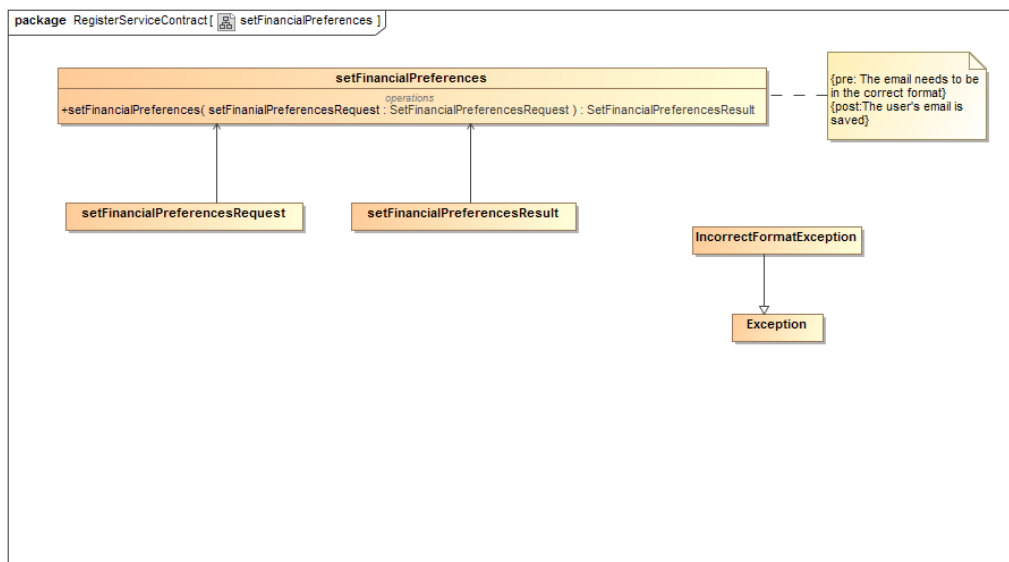 package RegisterServiceContract [ setFinancialPreferences ]
setFinancialPreferences
operations
+setFinancialPreferences( setFinanialPreferencesRequest : SetFinancialPreferencesRequest ) : SetFinancialPreferencesResult
{pre: The email needs to be
in the correct format}
{post:The user's email is
saved}
setFinancialPreferencesRequest
setFinancialPreferencesResult
IncorrectFormatException
Exception